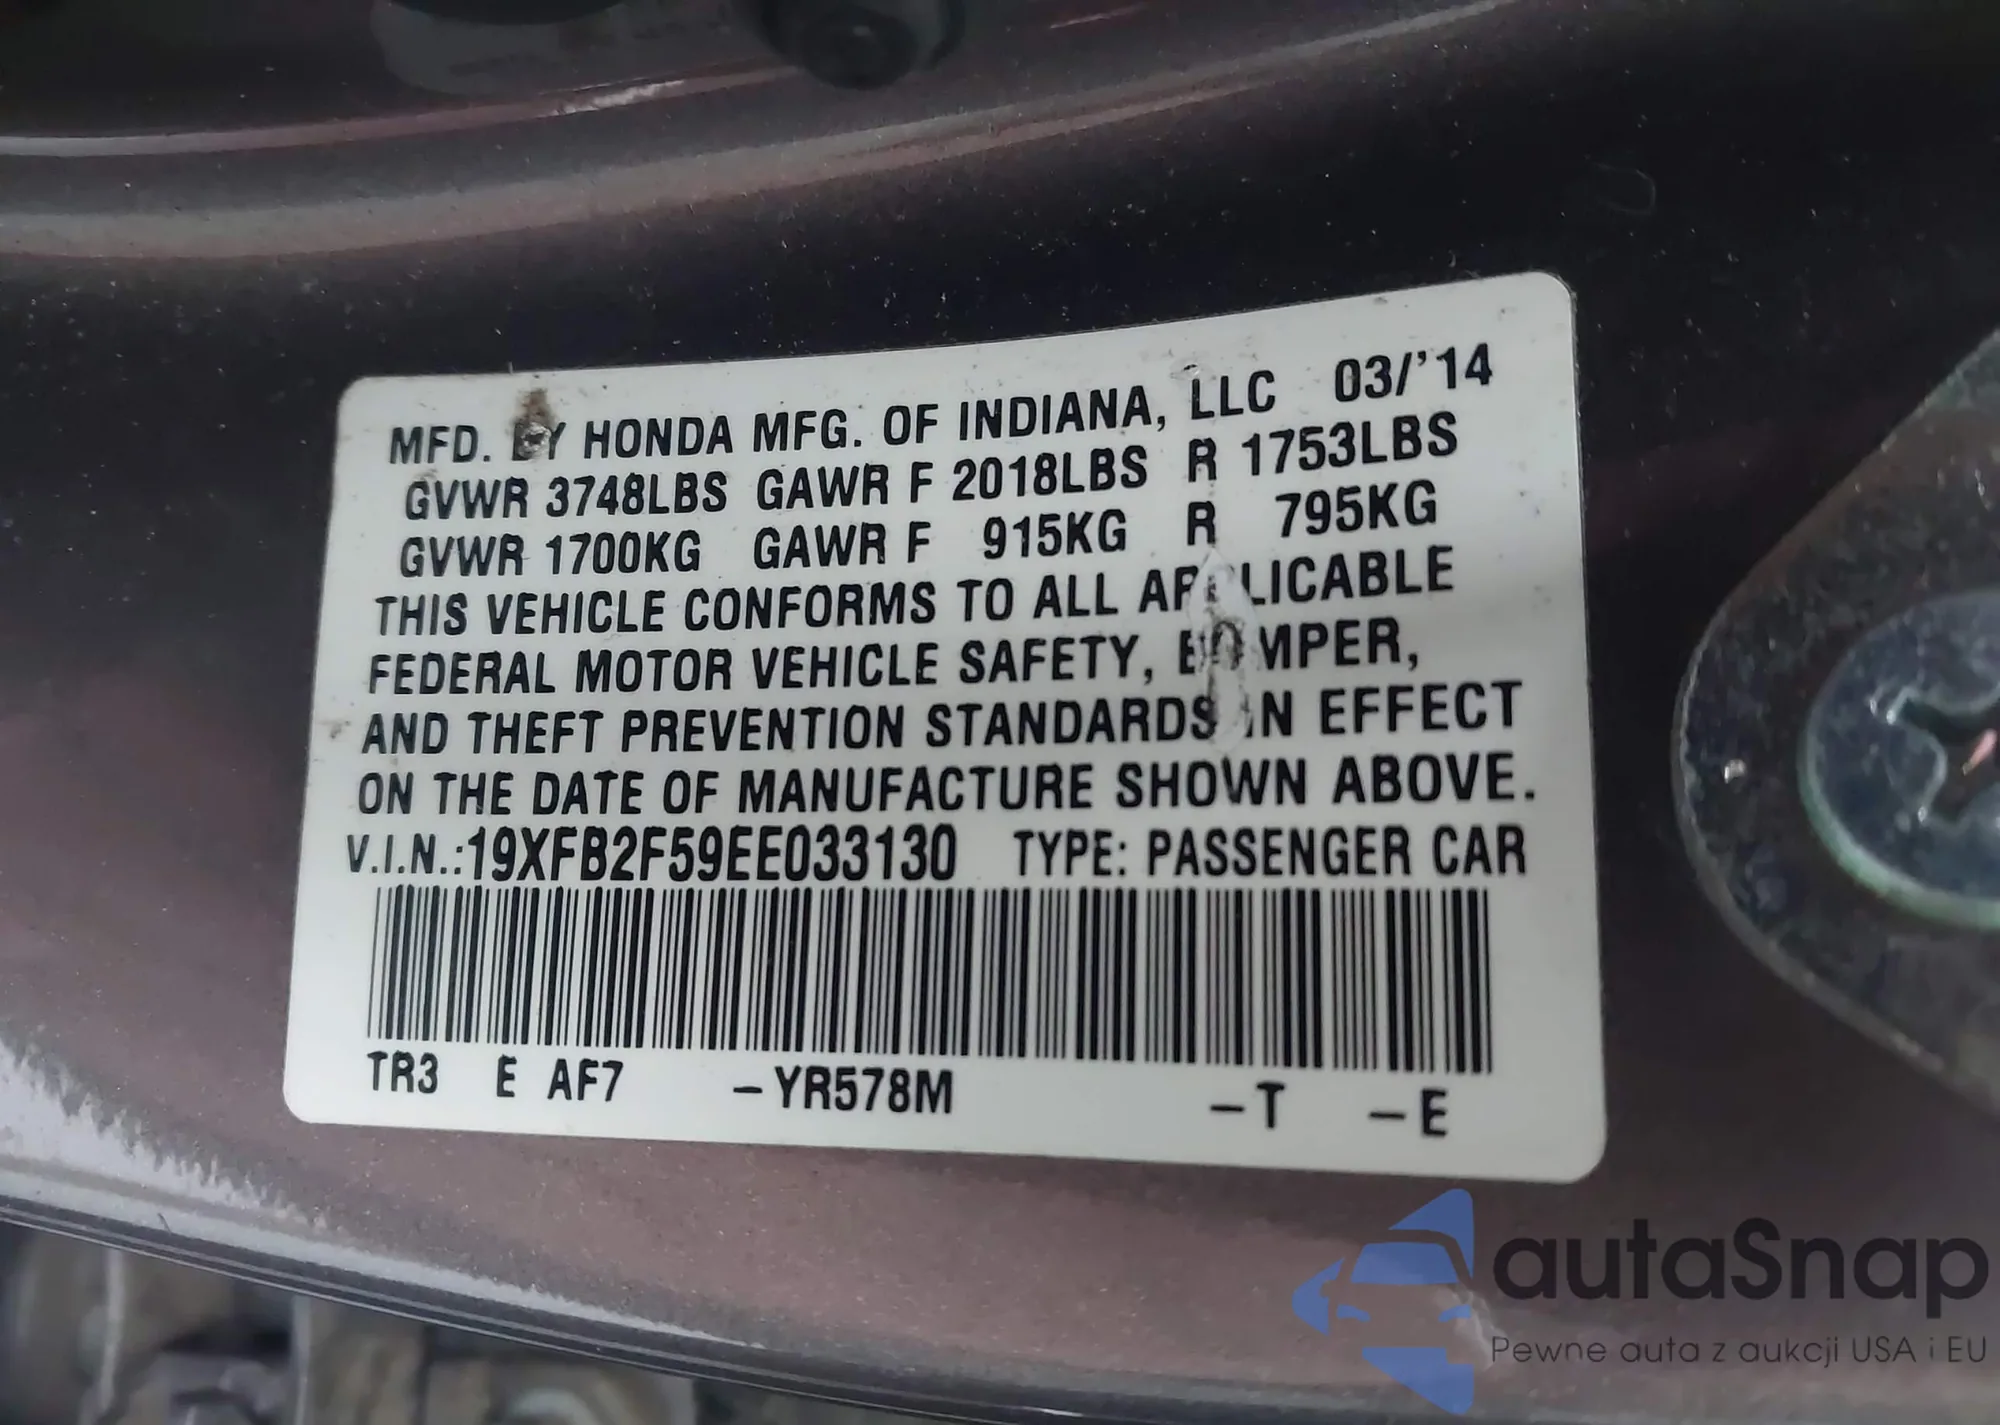 MFD. BY HONDA MFG. OF INDIANA, LLC 03/'14
GVWR 3748LBS GAWR F 2018LBS R 1753LBS
GVWR 1700KG GAWR F 915KG R 795KG
THIS VEHICLE CONFORMS TO ALL APPLICABLE
FEDERAL MOTOR VEHICLE SAFETY, BUMPER,
AND THEFT PREVENTION STANDARDS IN EFFECT
ON THE DATE OF MANUFACTURE SHOWN ABOVE.
V.I.N.:19XFB2F59EE033130 TYPE: PASSENGER CAR
TR3 E AF7 –YR578M –T –E
autaSnap
Pewne auta z aukcji USA i EU